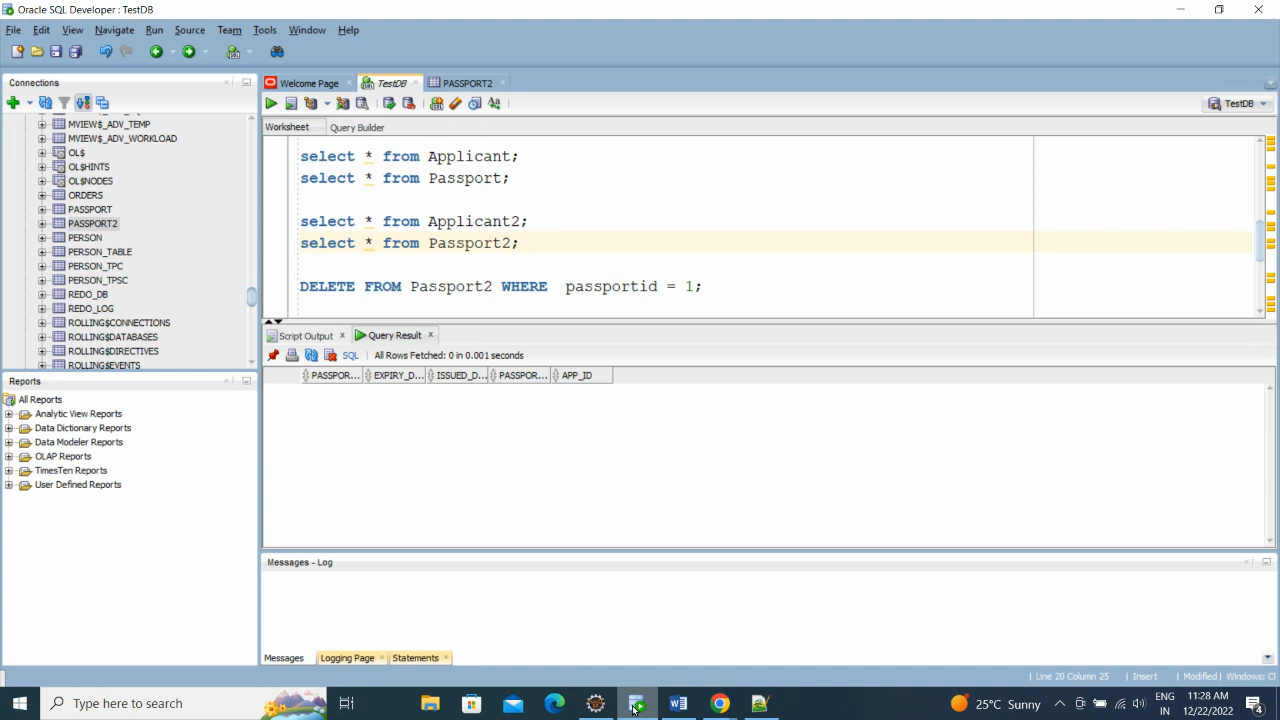 Oracle SQL Developer : TestDB
File Edit View Navigate Run Source Team Tools Window Help
Connections
MVIEW$_ADV_TEMP
MVIEW$_ADV_WORKLOAD
OL$
OL$HINTS
OL$NODES
ORDERS
PASSPORT
PASSPORT2
PERSON
PERSON_TABLE
PERSON_TPC
PERSON_TPSC
REDO_DB
REDO_LOG
ROLLING$CONNECTIONS
ROLLING$DATABASES
ROLLING$DIRECTIVES
ROLLING$EVENTS
Reports
All Reports
Analytic View Reports
Data Dictionary Reports
Data Modeler Reports
OLAP Reports
TimesTen Reports
User Defined Reports
Welcome Page TestDB PASSPORT2
TestDB
Worksheet Query Builder
select * from Applicant;
select * from Passport;
select * from Applicant2;
select * from Passport2;
DELETE FROM Passport2 WHERE passportid = 1;
Script Output Query Result
SQL All Rows Fetched: 0 in 0.001 seconds
PASSPOR... EXPIRY_D... ISSUED_D... PASSPOR... APP_ID
Messages - Log
Messages Logging Page Statements
Line 20 Column 25 Insert Modified Windows: Cl
Type here to search
25°C Sunny
ENG
IN
11:28 AM
12/22/2022
4